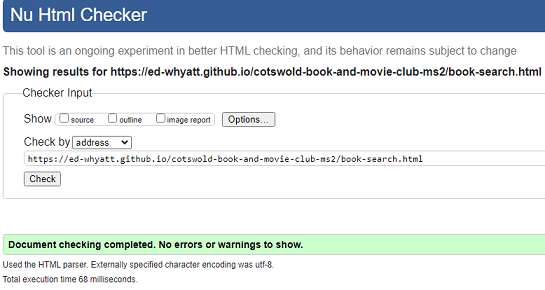 Nu Html Checker
This tool is an ongoing experiment in better HTML checking, and its behavior remains subject to change
Showing results for https://ed-whyatt.github.io/cotswold-book-and-movie-club-ms2/book-search.html
Checker Input
Show source outline image report Options...
Check by address
https://ed-whyatt.github.io/cotswold-book-and-movie-club-ms2/book-search.html
Check
Document checking completed. No errors or warnings to show.
Used the HTML parser. Externally specified character encoding was utf-8.
Total execution time 68 milliseconds.